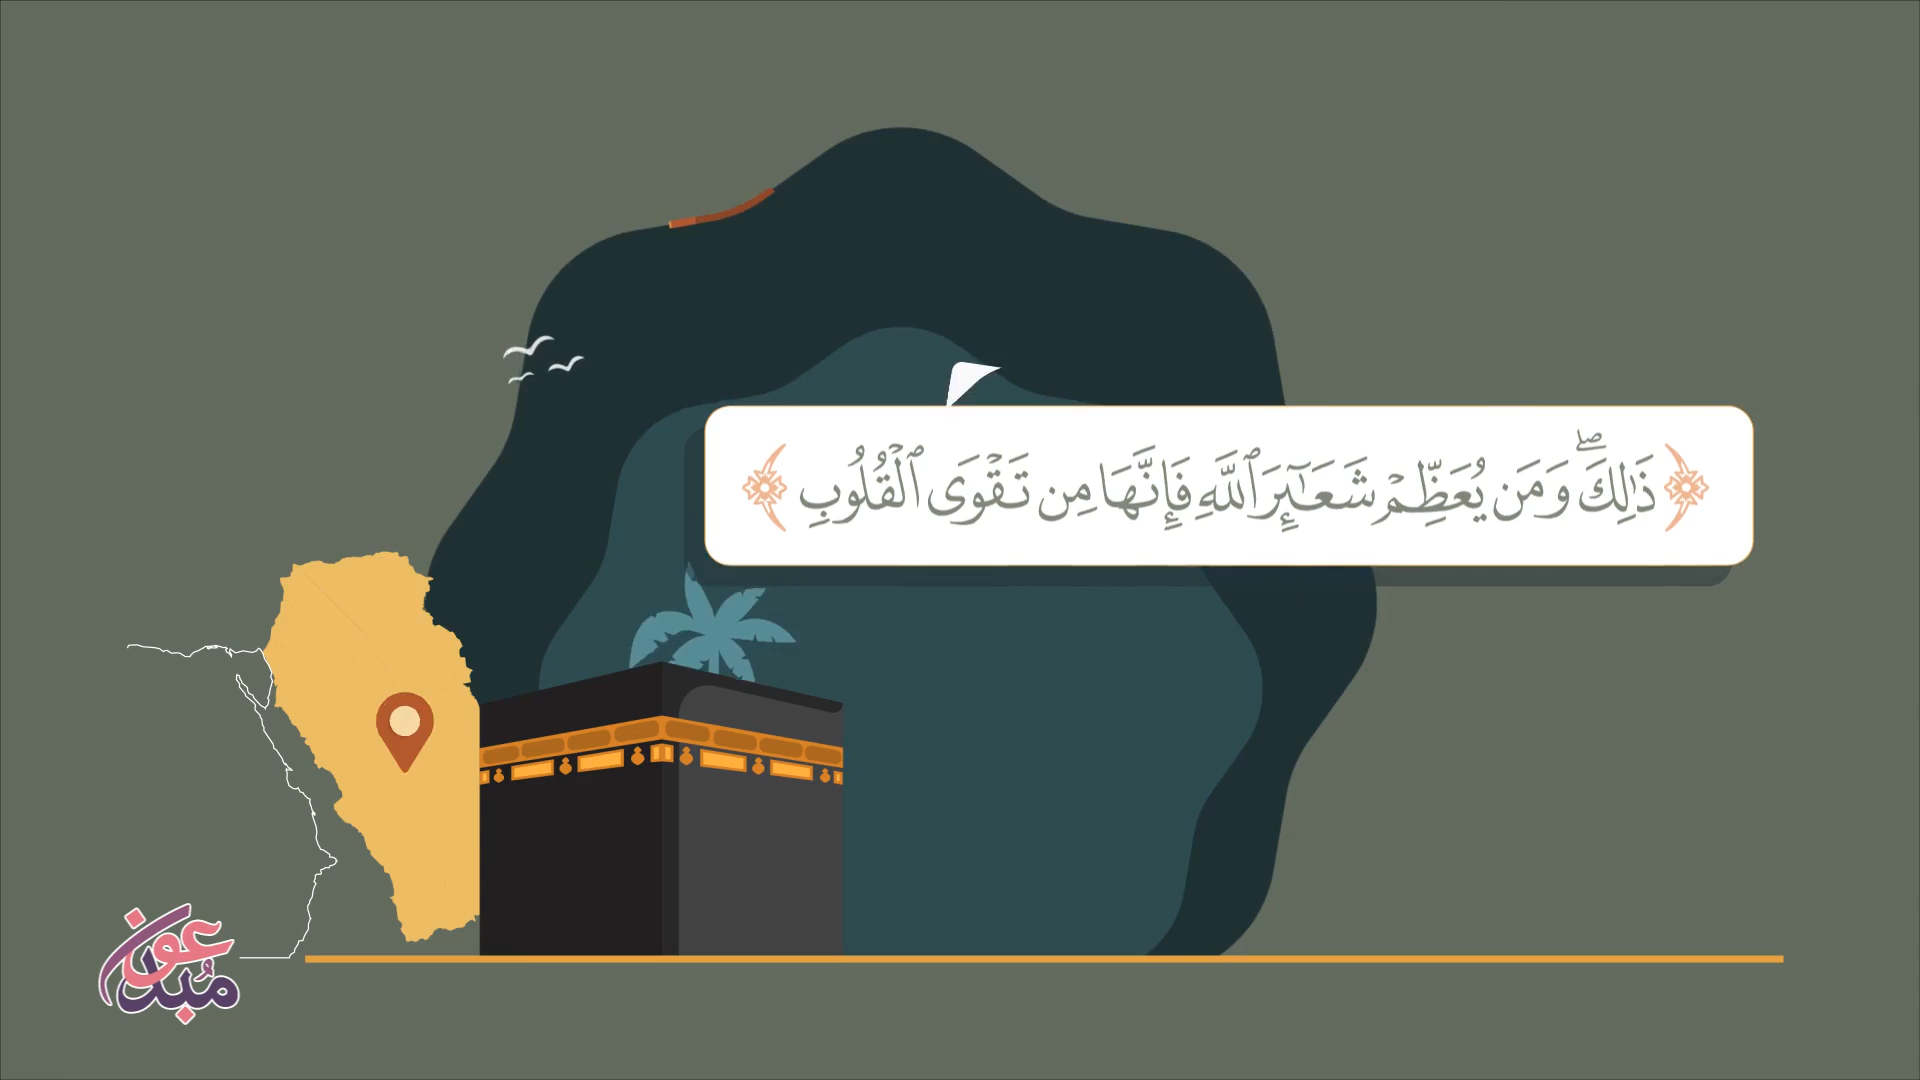 ﴿ذَٰلِكَۖ وَمَن يُعَظِّمْ شَعَـٰٓئِرَ ٱللَّهِ فَإِنَّهَا مِن تَقْوَى ٱلْقُلُوبِ﴾
مُبدعون